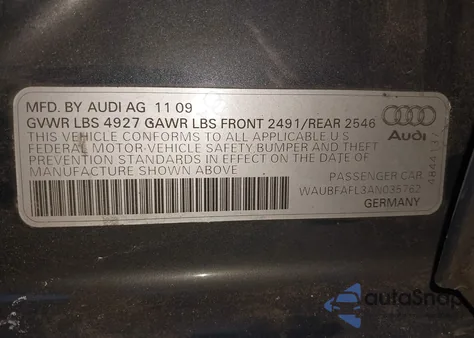 MFD. BY AUDI AG 11 09
GVWR LBS 4927 GAWR LBS FRONT 2491/REAR 2546
THIS VEHICLE CONFORMS TO ALL APPLICABLE U S
FEDERAL MOTOR-VEHICLE SAFETY,BUMPER AND THEFT
PREVENTION STANDARDS IN EFFECT ON THE DATE OF
MANUFACTURE SHOWN ABOVE
Audi
PASSENGER CAR
WAUBFAFL3AN035762
GERMANY
autoSnap